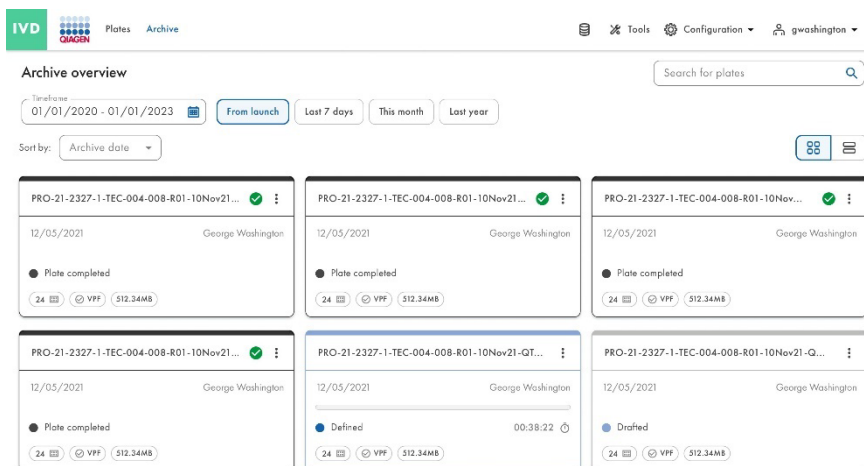 IVD QIAGEN Plates Archive Tools Configuration gwashington
Archive overview Search for plates
Timeframe
01/01/2020 - 01/01/2023 From launch Last 7 days This month Last year
Sort by: Archive date
PRO-21-2327-1-TEC-004-008-R01-10Nov21... PRO-21-2327-1-TEC-004-008-R01-10Nov21... PRO-21-2327-1-TEC-004-008-R01-10Nov...
12/05/2021 George Washington 12/05/2021 George Washington 12/05/2021 George Washington
Plate completed Plate completed Plate completed
24 VPF 512.34MB 24 VPF 512.34MB 24 VPF 512.34MB
PRO-21-2327-1-TEC-004-008-R01-10Nov21... PRO-21-2327-1-TEC-004-008-R01-10Nov21-QT... PRO-21-2327-1-TEC-004-008-R01-10Nov21-Q...
12/05/2021 George Washington 12/05/2021 George Washington 12/05/2021 George Washington
Plate completed Defined 00:38:22 Drafted
24 VPF 512.34MB 24 VPF 512.34MB 24 VPF 512.34MB